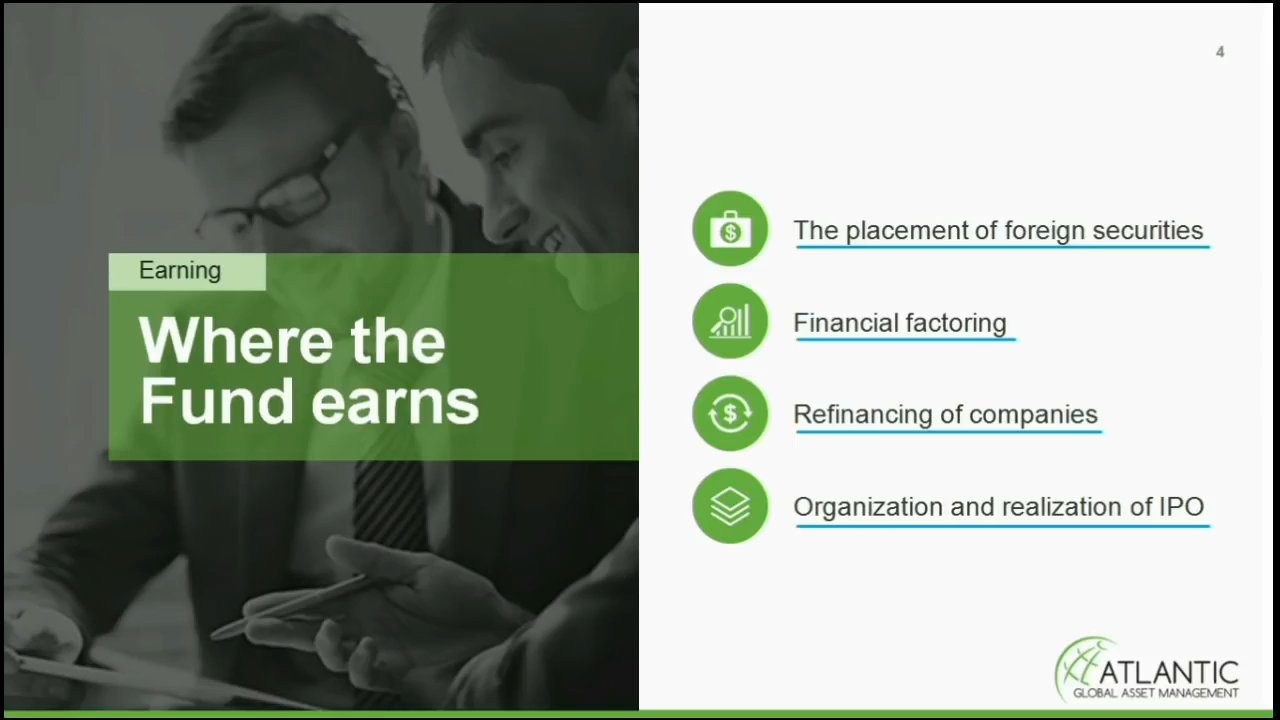 4
Earning
Where the
Fund earns
The placement of foreign securities
Financial factoring
Refinancing of companies
Organization and realization of IPO
ATLANTIC
GLOBAL ASSET MANAGEMENT